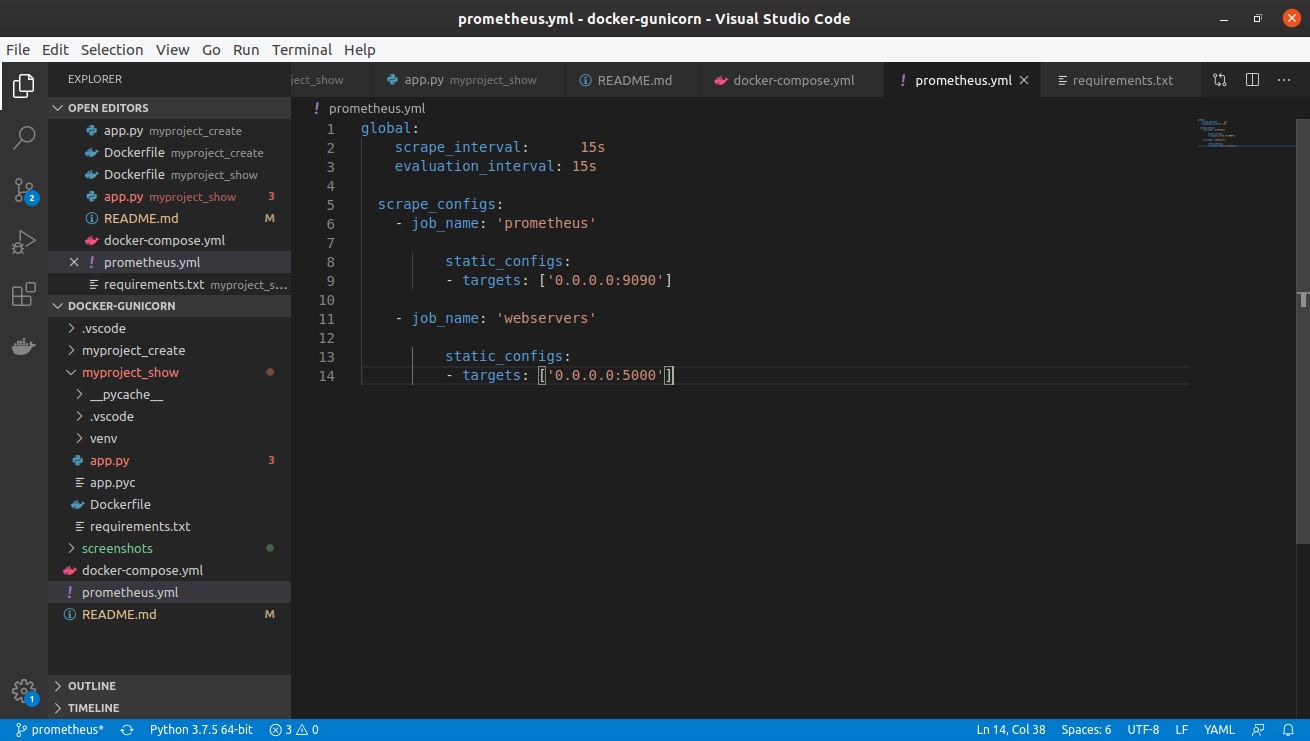 prometheus.yml - docker-gunicorn - Visual Studio Code
File Edit Selection View Go Run Terminal Help
EXPLORER
OPEN EDITORS
app.py myproject_create
Dockerfile myproject_create
Dockerfile myproject_show
app.py myproject_show 3
README.md M
docker-compose.yml
prometheus.yml
requirements.txt myproject_s...
DOCKER-GUNICORN
.vscode
myproject_create
myproject_show
__pycache__
.vscode
venv
app.py 3
app.pyc
Dockerfile
requirements.txt
screenshots
docker-compose.yml
prometheus.yml
README.md M
OUTLINE
TIMELINE
2
1
oject_show app.py myproject_show README.md docker-compose.yml prometheus.yml requirements.txt
prometheus.yml
1 global:
2     scrape_interval:      15s
3     evaluation_interval: 15s
4
5   scrape_configs:
6     - job_name: 'prometheus'
7
8           static_configs:
9           - targets: ['0.0.0.0:9090']
10
11     - job_name: 'webservers'
12
13           static_configs:
14           - targets: ['0.0.0.0:5000']
prometheus* Python 3.7.5 64-bit 3 0 Ln 14, Col 38 Spaces: 6 UTF-8 LF YAML